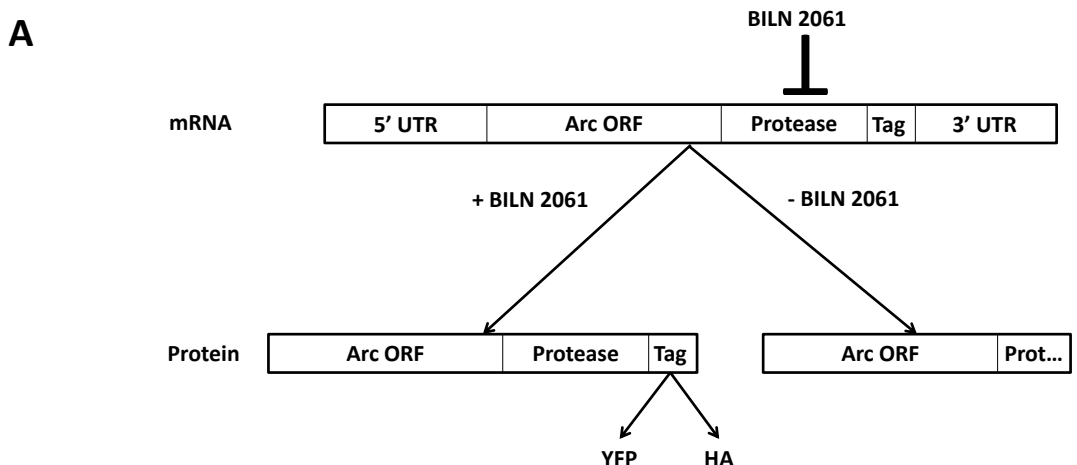 A
BILN 2061
mRNA 5’ UTR Arc ORF Protease Tag 3’ UTR
+ BILN 2061 - BILN 2061
Protein Arc ORF Protease Tag Arc ORF Prot...
YFP HA